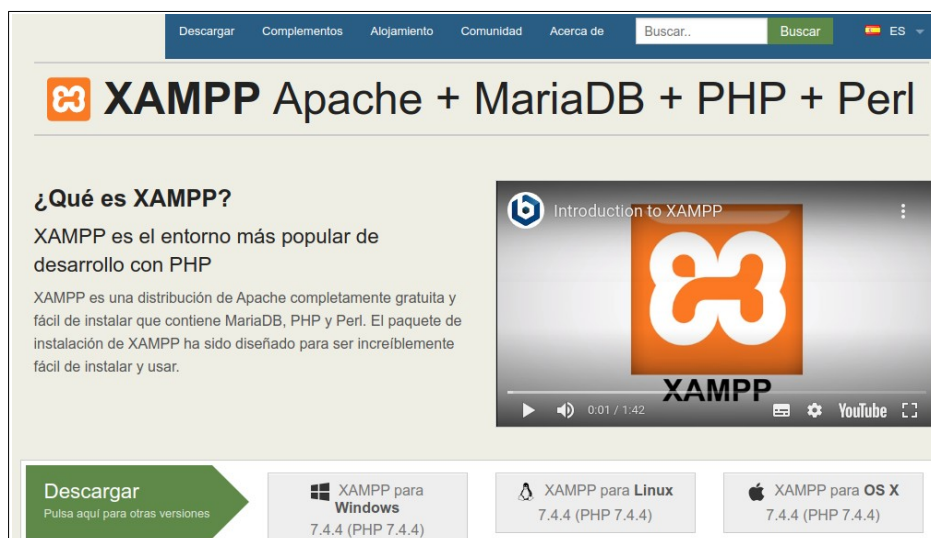 Descargar Complementos Alojamiento Comunidad Acerca de Buscar.. Buscar ES
XAMPP Apache + MariaDB + PHP + Perl
¿Qué es XAMPP?
XAMPP es el entorno más popular de
desarrollo con PHP
XAMPP es una distribución de Apache completamente gratuita y
fácil de instalar que contiene MariaDB, PHP y Perl. El paquete de
instalación de XAMPP ha sido diseñado para ser increíblemente
fácil de instalar y usar.
Introduction to XAMPP
XAMPP
0:01 / 1:42 YouTube
Descargar
Pulsa aquí para otras versiones
XAMPP para
Windows
7.4.4 (PHP 7.4.4)
XAMPP para Linux
7.4.4 (PHP 7.4.4)
XAMPP para OS X
7.4.4 (PHP 7.4.4)